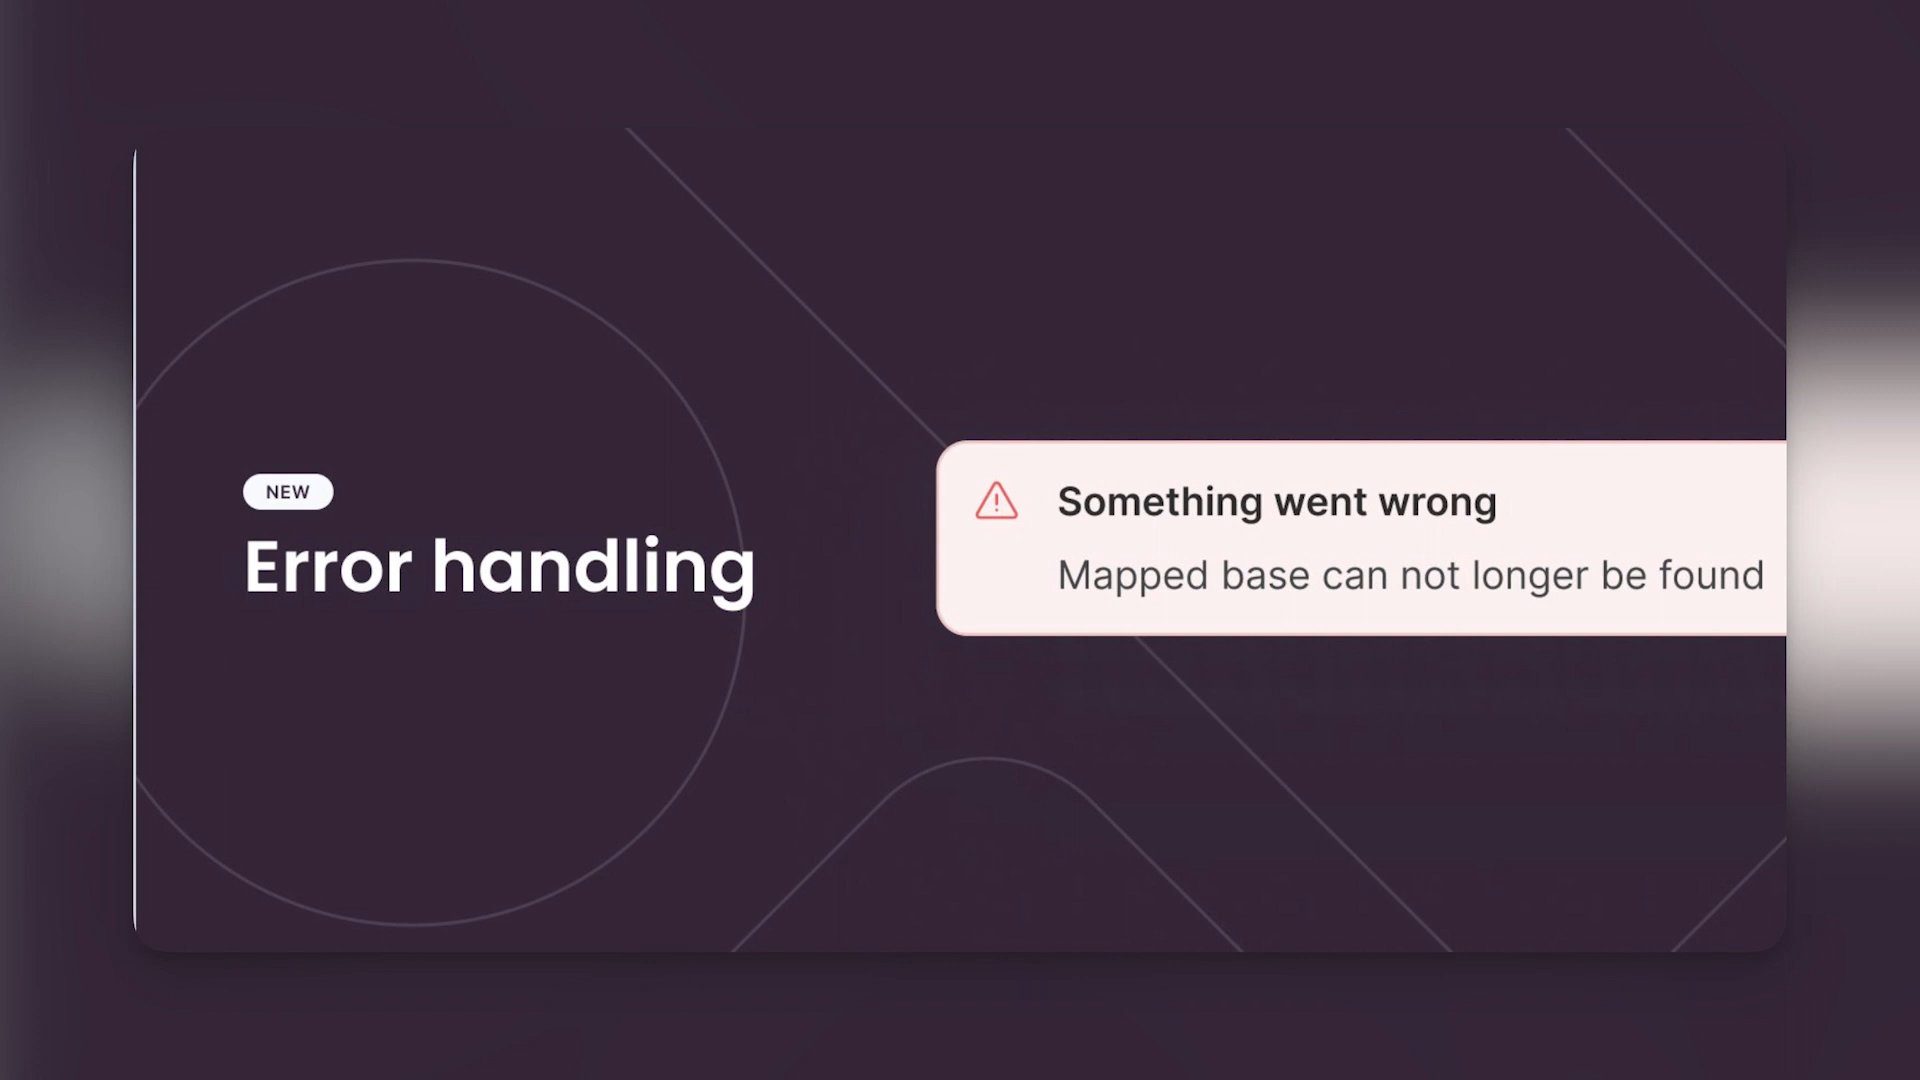 NEW
Error handling
Something went wrong
Mapped base can not longer be found